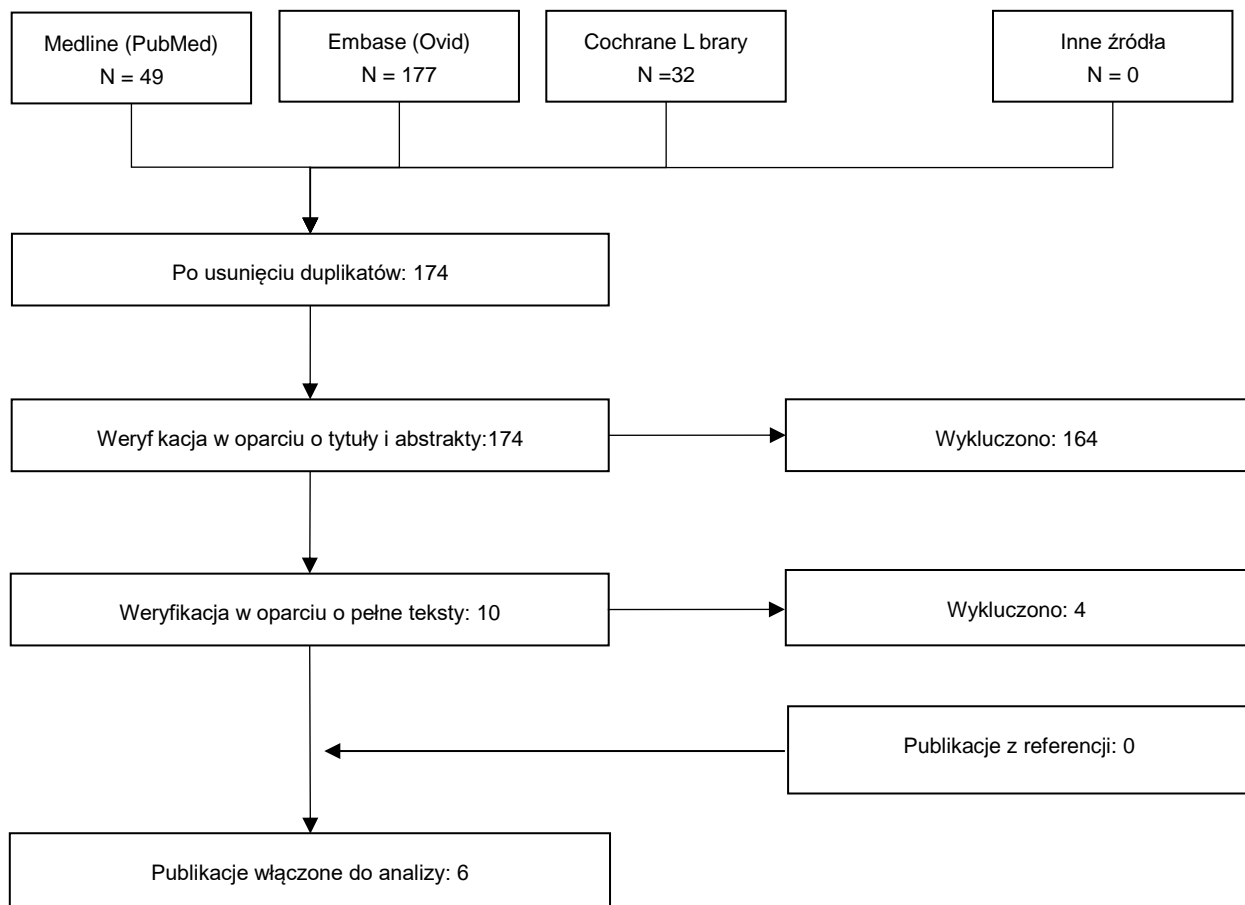 Medline (PubMed)
N = 49
Embase (Ovid)
N = 177
Cochrane L brary
N =32
Inne źródła
N = 0
Po usunięciu duplikatów: 174
Weryf kacja w oparciu o tytuły i abstrakty:174
Wykluczono: 164
Weryfikacja w oparciu o pełne teksty: 10
Wykluczono: 4
Publikacje z referencji: 0
Publikacje włączone do analizy: 6